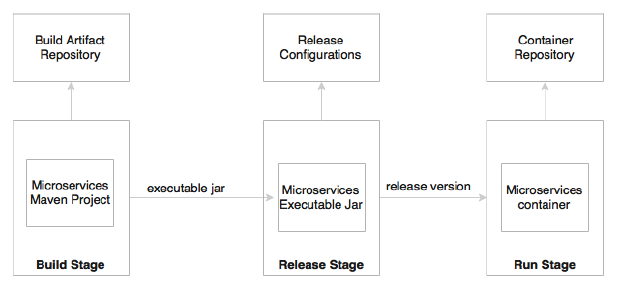 Build Artifact
Repository
Release
Configurations
Container
Repository
Microservices
Maven Project
executable jar
Microservices
Executable Jar
release version
Microservices
container
Build Stage
Release Stage
Run Stage